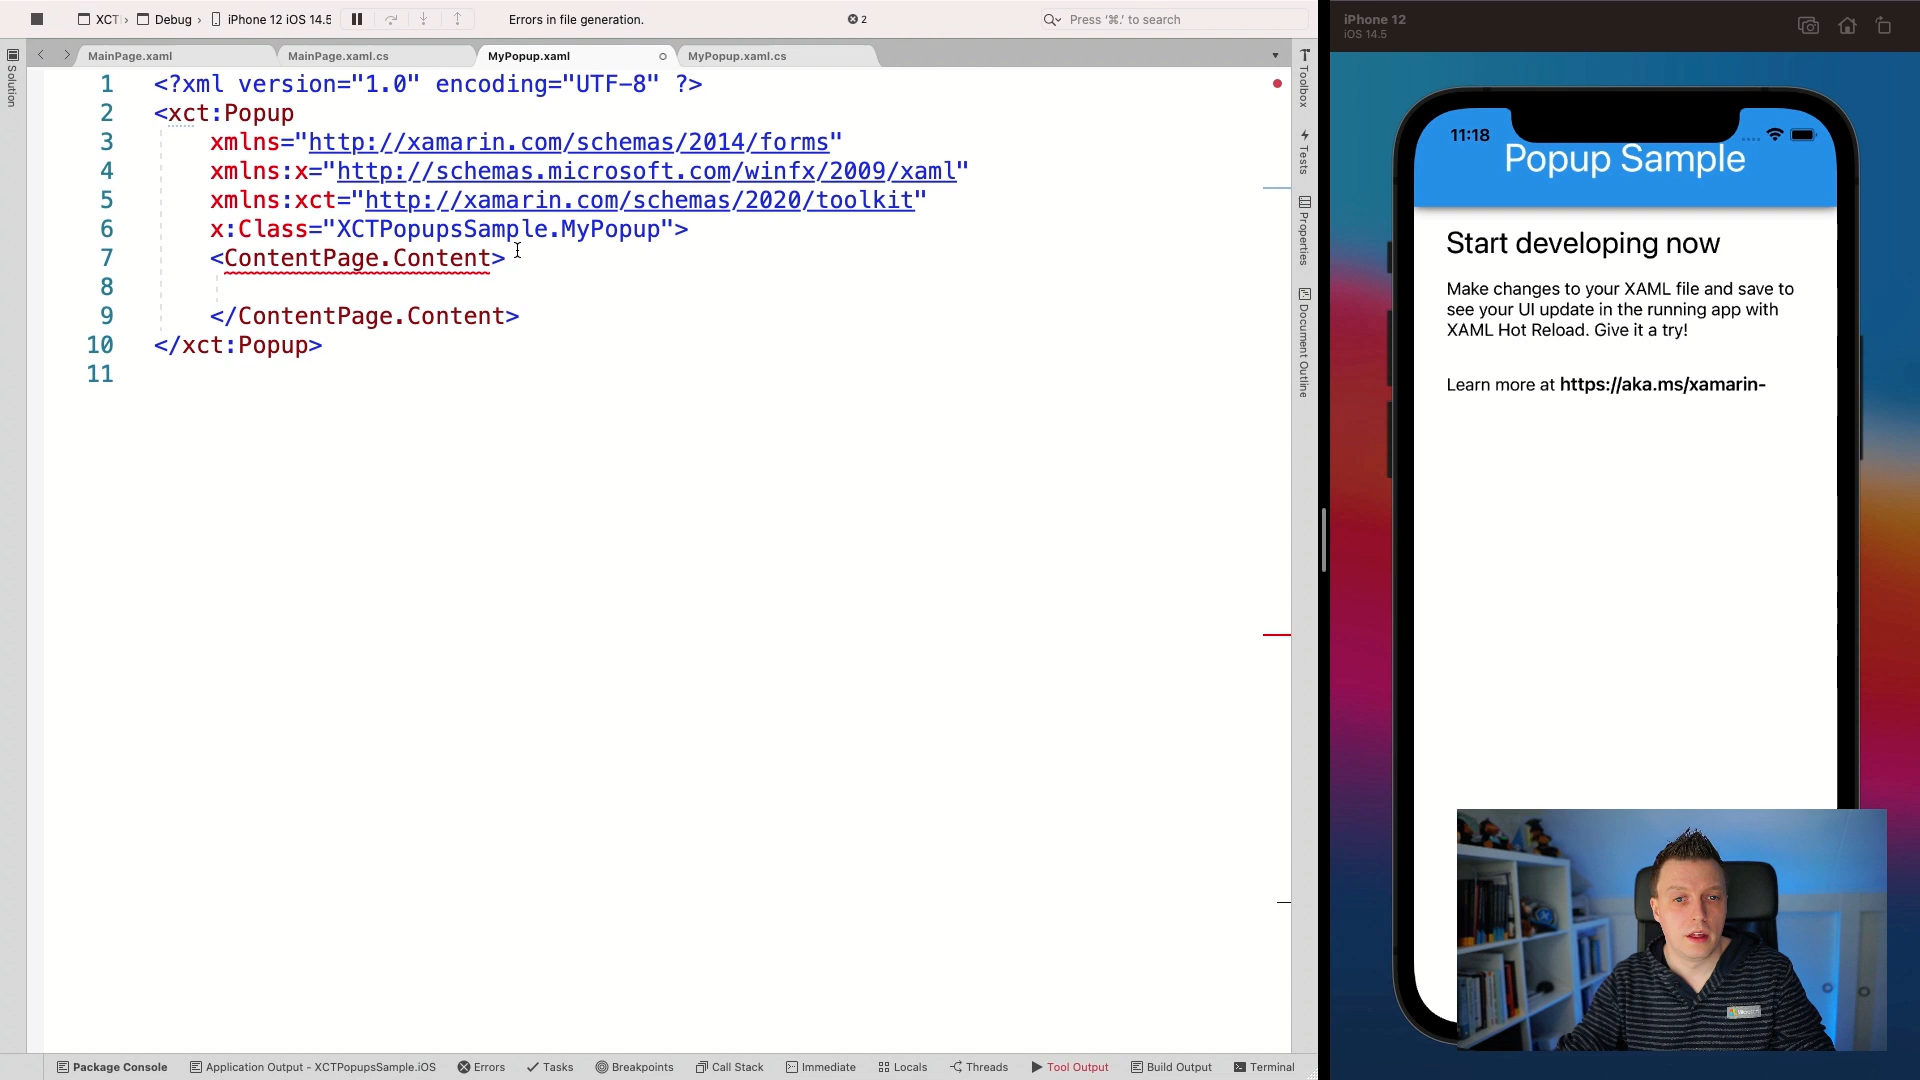 XCT › Debug › iPhone 12 iOS 14.5
Errors in file generation.
2
Press '⌘.' to search
MainPage.xaml
MainPage.xaml.cs
MyPopup.xaml
MyPopup.xaml.cs
Solution
1 <?xml version="1.0" encoding="UTF-8" ?>
2 <xct:Popup
3 xmlns="http://xamarin.com/schemas/2014/forms"
4 xmlns:x="http://schemas.microsoft.com/winfx/2009/xaml"
5 xmlns:xct="http://xamarin.com/schemas/2020/toolkit"
6 x:Class="XCTPopupsSample.MyPopup">
7 <ContentPage.Content>
8
9 </ContentPage.Content>
10 </xct:Popup>
11
Toolbox
Tests
Properties
Document Outline
Package Console
Application Output - XCTPopupsSample.iOS
Errors
Tasks
Breakpoints
Call Stack
Immediate
Locals
Threads
Tool Output
Build Output
Terminal
iPhone 12
iOS 14.5
11:18
Popup Sample
Start developing now
Make changes to your XAML file and save to
see your UI update in the running app with
XAML Hot Reload. Give it a try!
Learn more at https://aka.ms/xamarin-